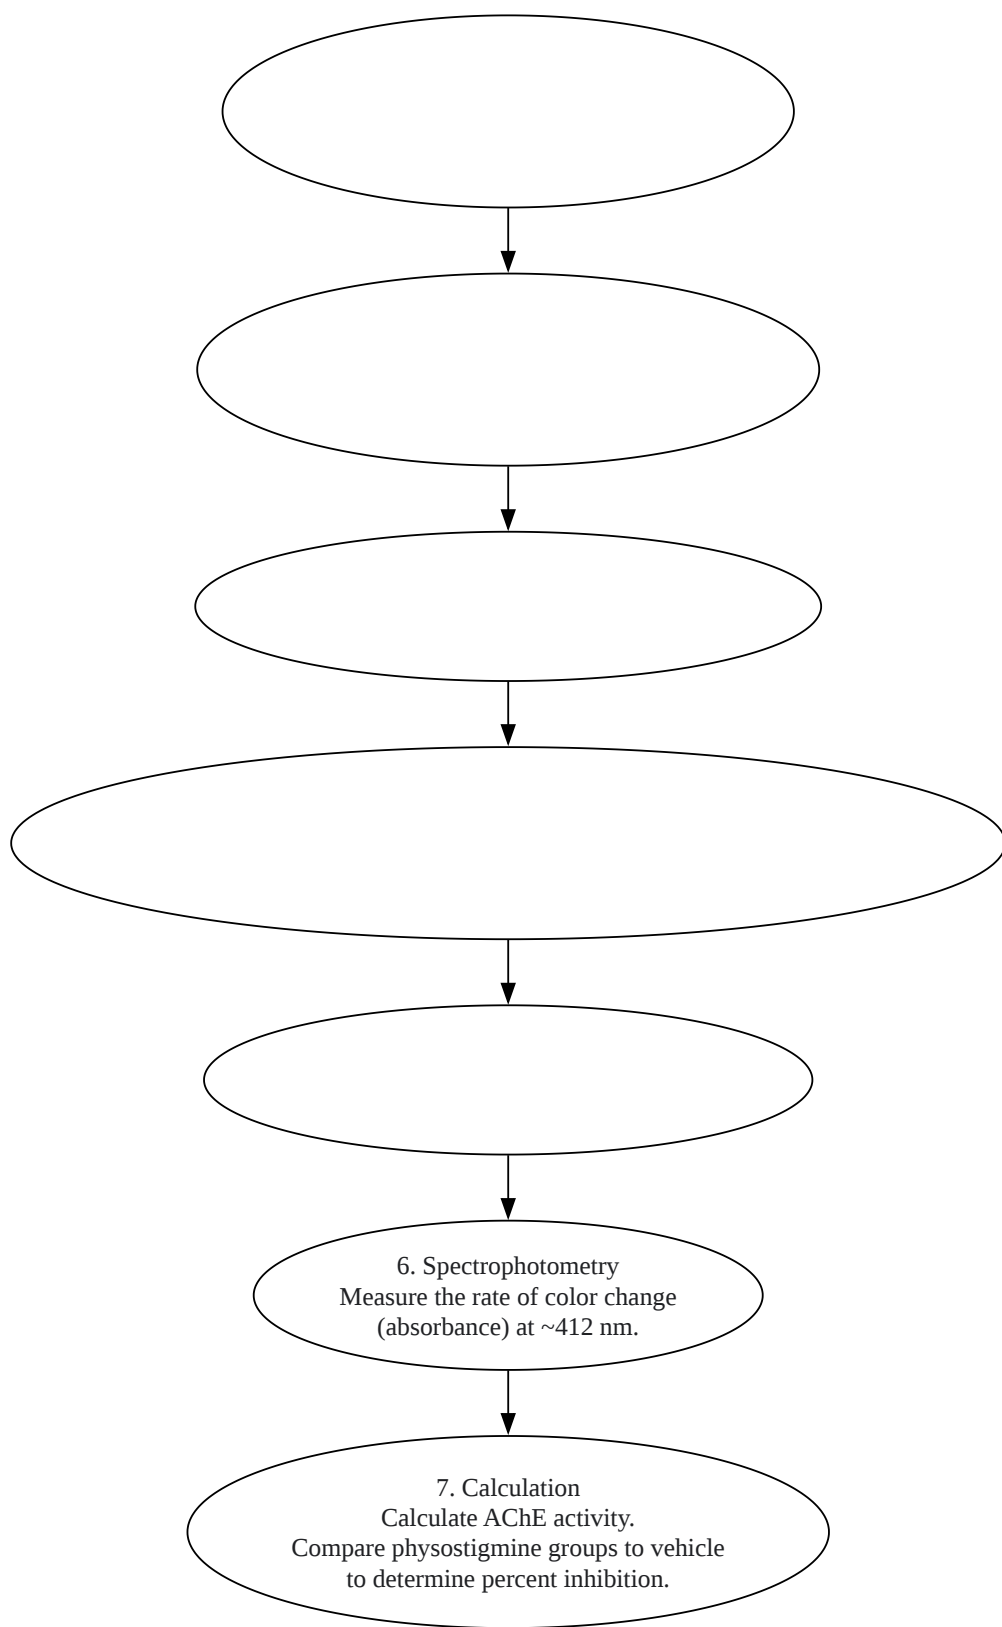 6. Spectrophotometry
Measure the rate of color change
(absorbance) at ~412 nm.
7. Calculation
Calculate AChE activity.
Compare physostigmine groups to vehicle
to determine percent inhibition.